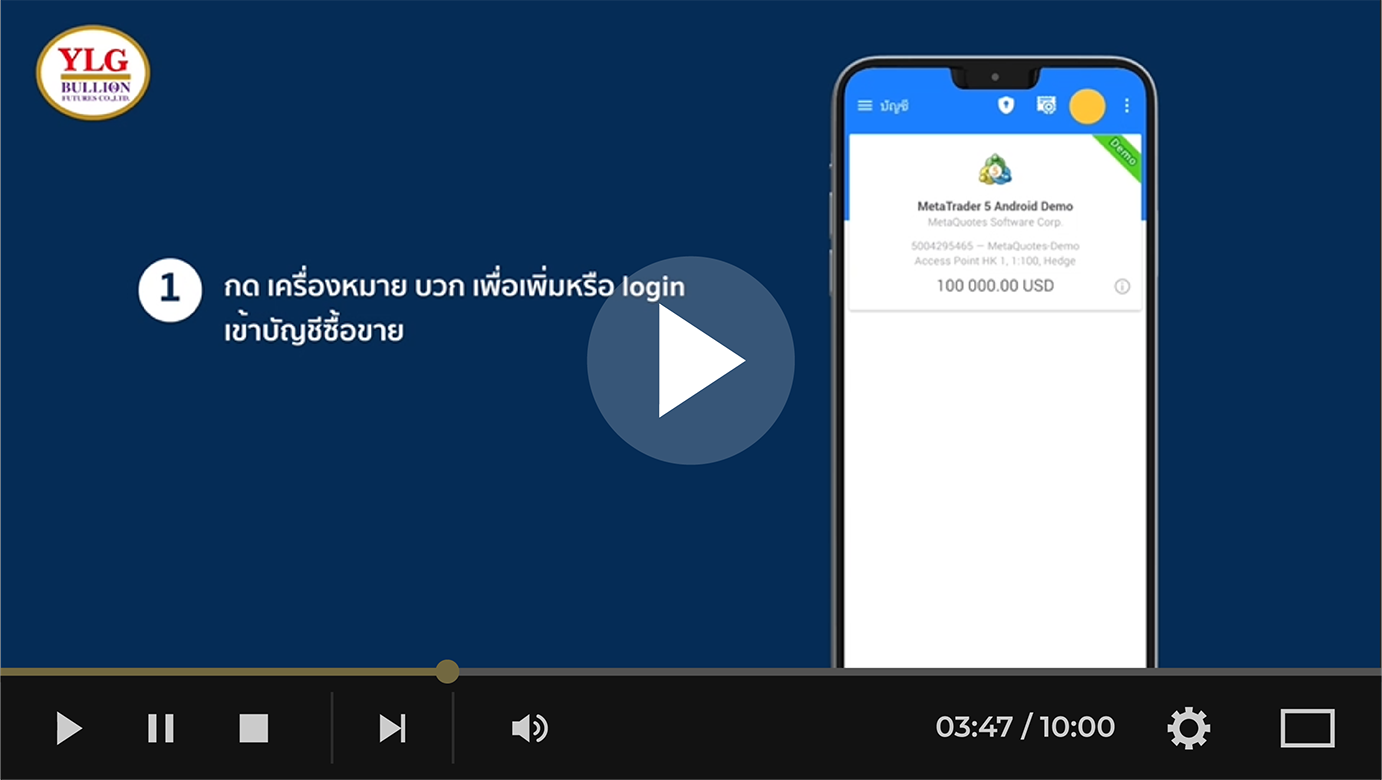 YLG
BULLION
FUTURES CO.,LTD.
บัญชี
Demo
MetaTrader 5 Android Demo
MetaQuotes Software Corp.
5004295465 — MetaQuotes-Demo
Access Point HK 1, 1:100, Hedge
100 000.00 USD
1
กด เครื่องหมาย บวก เพื่อเพิ่มหรือ login
เข้าบัญชีซื้อขาย
03:47 / 10:00